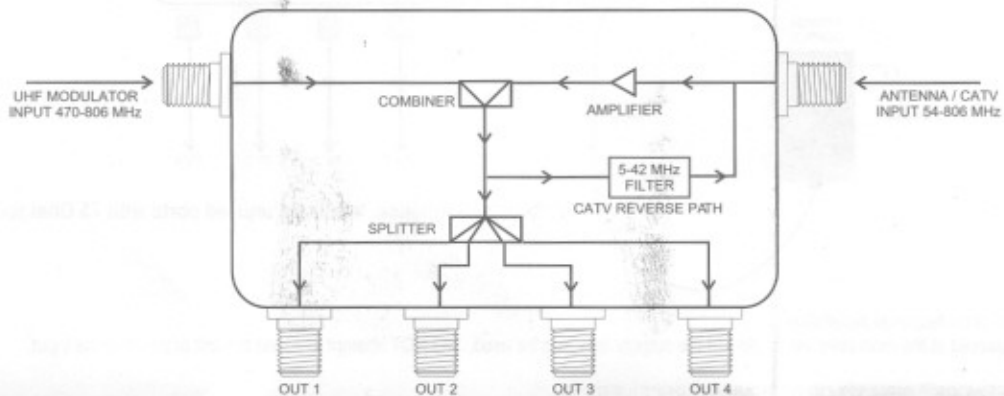 UHF MODULATOR
INPUT 470-806 MHz
COMBINER
AMPLIFIER
ANTENNA / CATV
INPUT 54-806 MHz
5-42 MHz
FILTER
CATV REVERSE PATH
SPLITTER
OUT 1
OUT 2
OUT 3
OUT 4